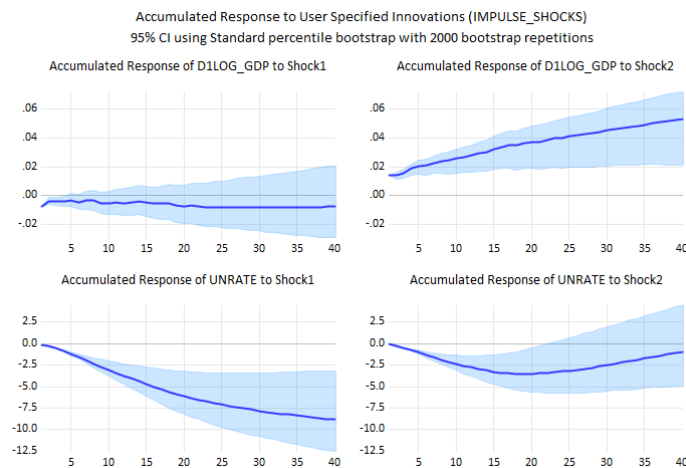 Accumulated Response to User Specified Innovations (IMPULSE_SHOCKS)
95% CI using Standard percentile bootstrap with 2000 bootstrap repetitions
Accumulated Response of D1LOG_GDP to Shock1
.06
.04
.02
.00
-.02
5 10 15 20 25 30 35 40
Accumulated Response of D1LOG_GDP to Shock2
.06
.04
.02
.00
-.02
5 10 15 20 25 30 35 40
Accumulated Response of UNRATE to Shock1
2.5
0.0
-2.5
-5.0
-7.5
-10.0
-12.5
5 10 15 20 25 30 35 40
Accumulated Response of UNRATE to Shock2
2.5
0.0
-2.5
-5.0
-7.5
-10.0
-12.5
5 10 15 20 25 30 35 40